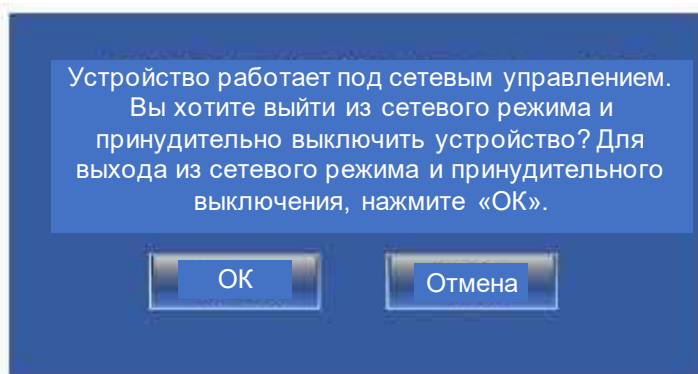 Устройство работает под сетевым управлением.
Вы хотите выйти из сетевого режима и
принудительно выключить устройство? Для
выхода из сетевого режима и принудительного
выключения, нажмите «ОК».
ОК
Отмена